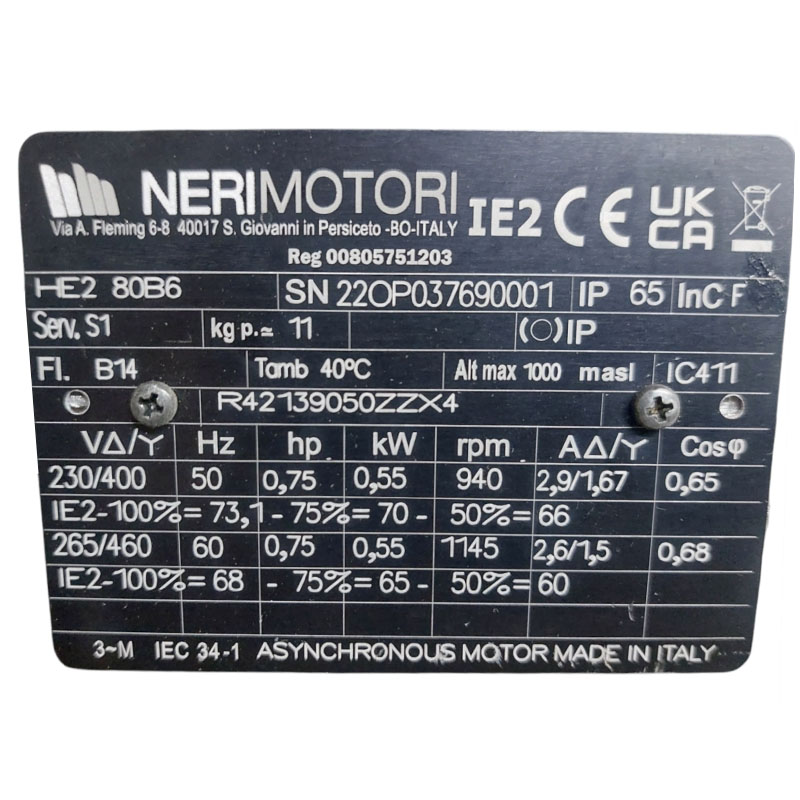 NERIMOTORI IE2 CE UKCA
Via A. Fleming 6-8 40017 S. Giovanni in Persiceto -BO-ITALY
Reg 00805751203
HE2 80B6 SN 22OP037690001 IP 65 InC F
Serv. S1 kg p.≃ 11 (○)IP
Fl. B14 Tamb 40°C Alt max 1000 masl IC411
R42139050ZZX4
VΔ/Y Hz hp kW rpm AΔ/Y Cosφ
230/400 50 0,75 0,55 940 2,9/1,67 0,65
IE2-100%= 73,1 - 75%= 70 - 50%= 66
265/460 60 0,75 0,55 1145 2,6/1,5 0,68
IE2-100%= 68 - 75%= 65 - 50%= 60
3~M IEC 34-1 ASYNCHRONOUS MOTOR MADE IN ITALY